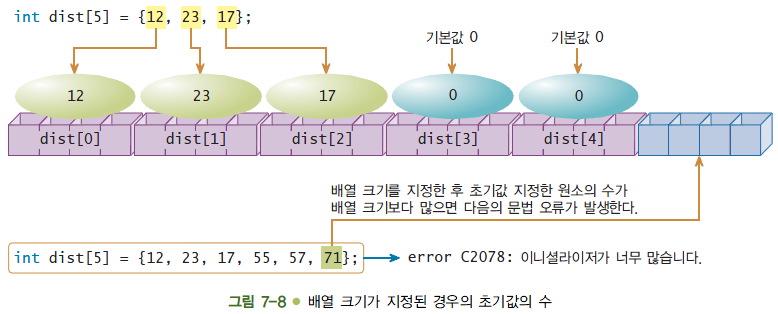 int dist[5] = {12, 23, 17};
기본값 0 기본값 0
12 23 17 0 0
dist[0] dist[1] dist[2] dist[3] dist[4]
배열 크기를 지정한 후 초기값 지정한 원소의 수가
배열 크기보다 많으면 다음의 문법 오류가 발생한다.
int dist[5] = {12, 23, 17, 55, 57, 71}; error C2078: 이니셜라이저가 너무 많습니다.
그림 7-8 ● 배열 크기가 지정된 경우의 초기값의 수